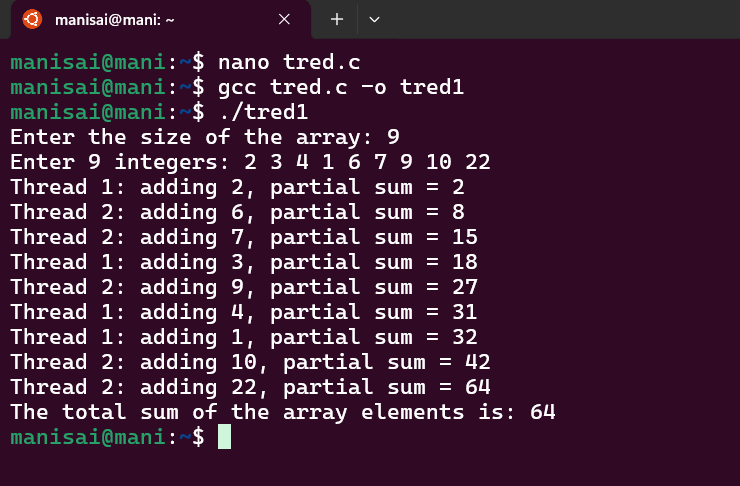 manisai@mani: ~
manisai@mani:~$ nano tred.c
manisai@mani:~$ gcc tred.c -o tred1
manisai@mani:~$ ./tred1
Enter the size of the array: 9
Enter 9 integers: 2 3 4 1 6 7 9 10 22
Thread 1: adding 2, partial sum = 2
Thread 2: adding 6, partial sum = 8
Thread 2: adding 7, partial sum = 15
Thread 1: adding 3, partial sum = 18
Thread 2: adding 9, partial sum = 27
Thread 1: adding 4, partial sum = 31
Thread 1: adding 1, partial sum = 32
Thread 2: adding 10, partial sum = 42
Thread 2: adding 22, partial sum = 64
The total sum of the array elements is: 64
manisai@mani:~$